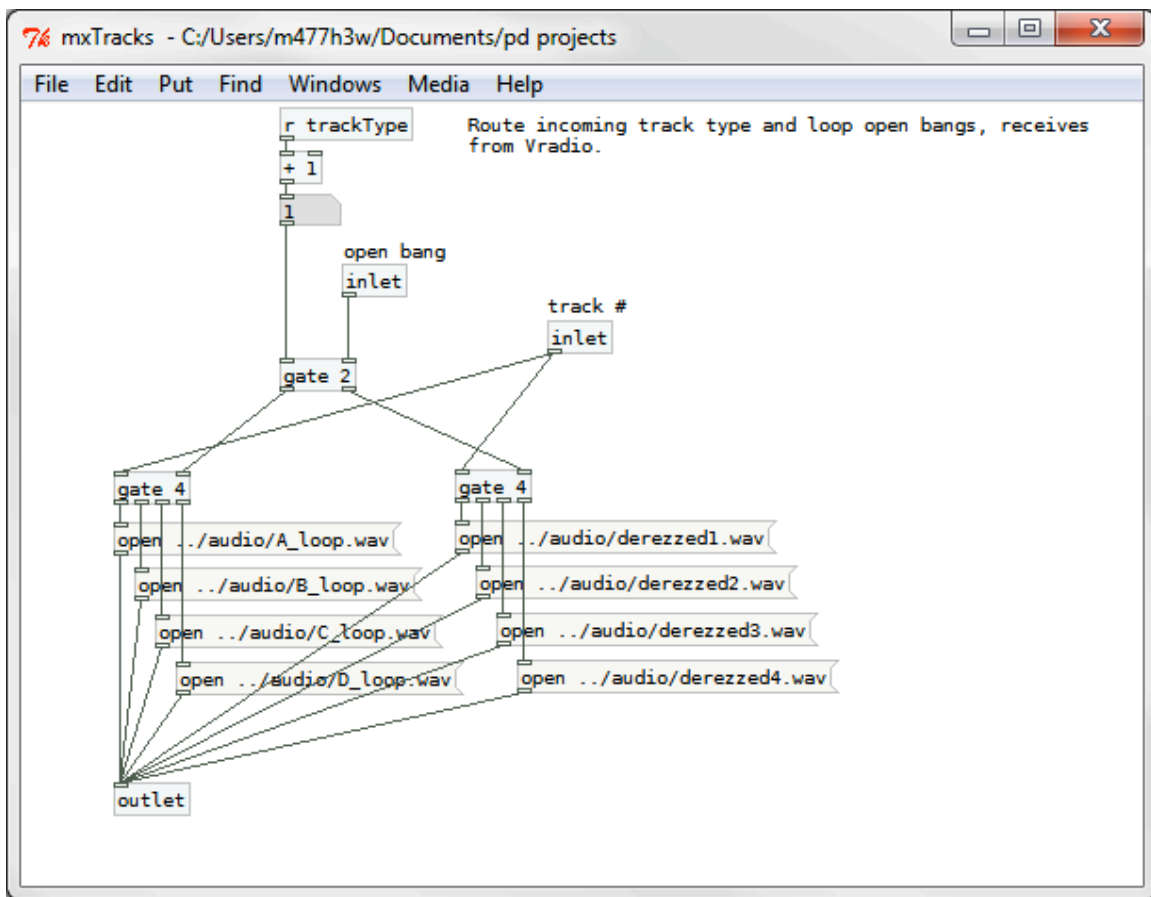 mxTracks - C:/Users/m477h3w/Documents/pd projects
File Edit Put Find Windows Media Help
r trackType
Route incoming track type and loop open bangs, receives
from Vradio.
+ 1
1
open bang
inlet
track #
inlet
gate 2
gate 4
gate 4
open ../audio/A_loop.wav
open ../audio/derezzed1.wav
open ../audio/B_loop.wav
open ../audio/derezzed2.wav
open ../audio/C_loop.wav
open ../audio/derezzed3.wav
open ../audio/D_loop.wav
open ../audio/derezzed4.wav
outlet